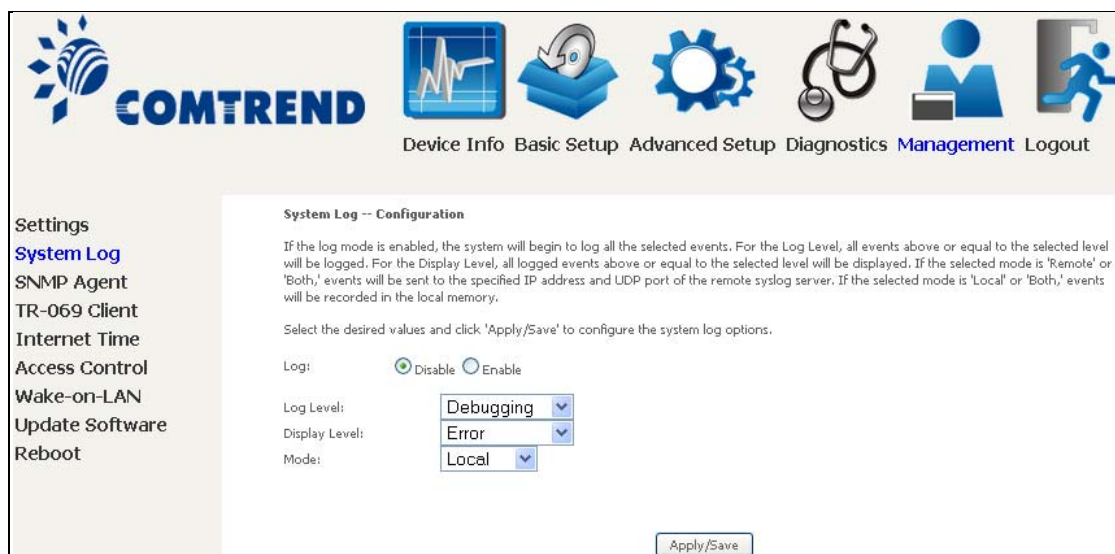 COMTREND
Device Info Basic Setup Advanced Setup Diagnostics Management Logout
Settings
System Log
SNMP Agent
TR-069 Client
Internet Time
Access Control
Wake-on-LAN
Update Software
Reboot
System Log -- Configuration
If the log mode is enabled, the system will begin to log all the selected events. For the Log Level, all events above or equal to the selected level
will be logged. For the Display Level, all logged events above or equal to the selected level will be displayed. If the selected mode is 'Remote' or
'Both,' events will be sent to the specified IP address and UDP port of the remote syslog server. If the selected mode is 'Local' or 'Both,' events
will be recorded in the local memory.
Select the desired values and click 'Apply/Save' to configure the system log options.
Log: Disable Enable
Log Level: Debugging
Display Level: Error
Mode: Local
Apply/Save